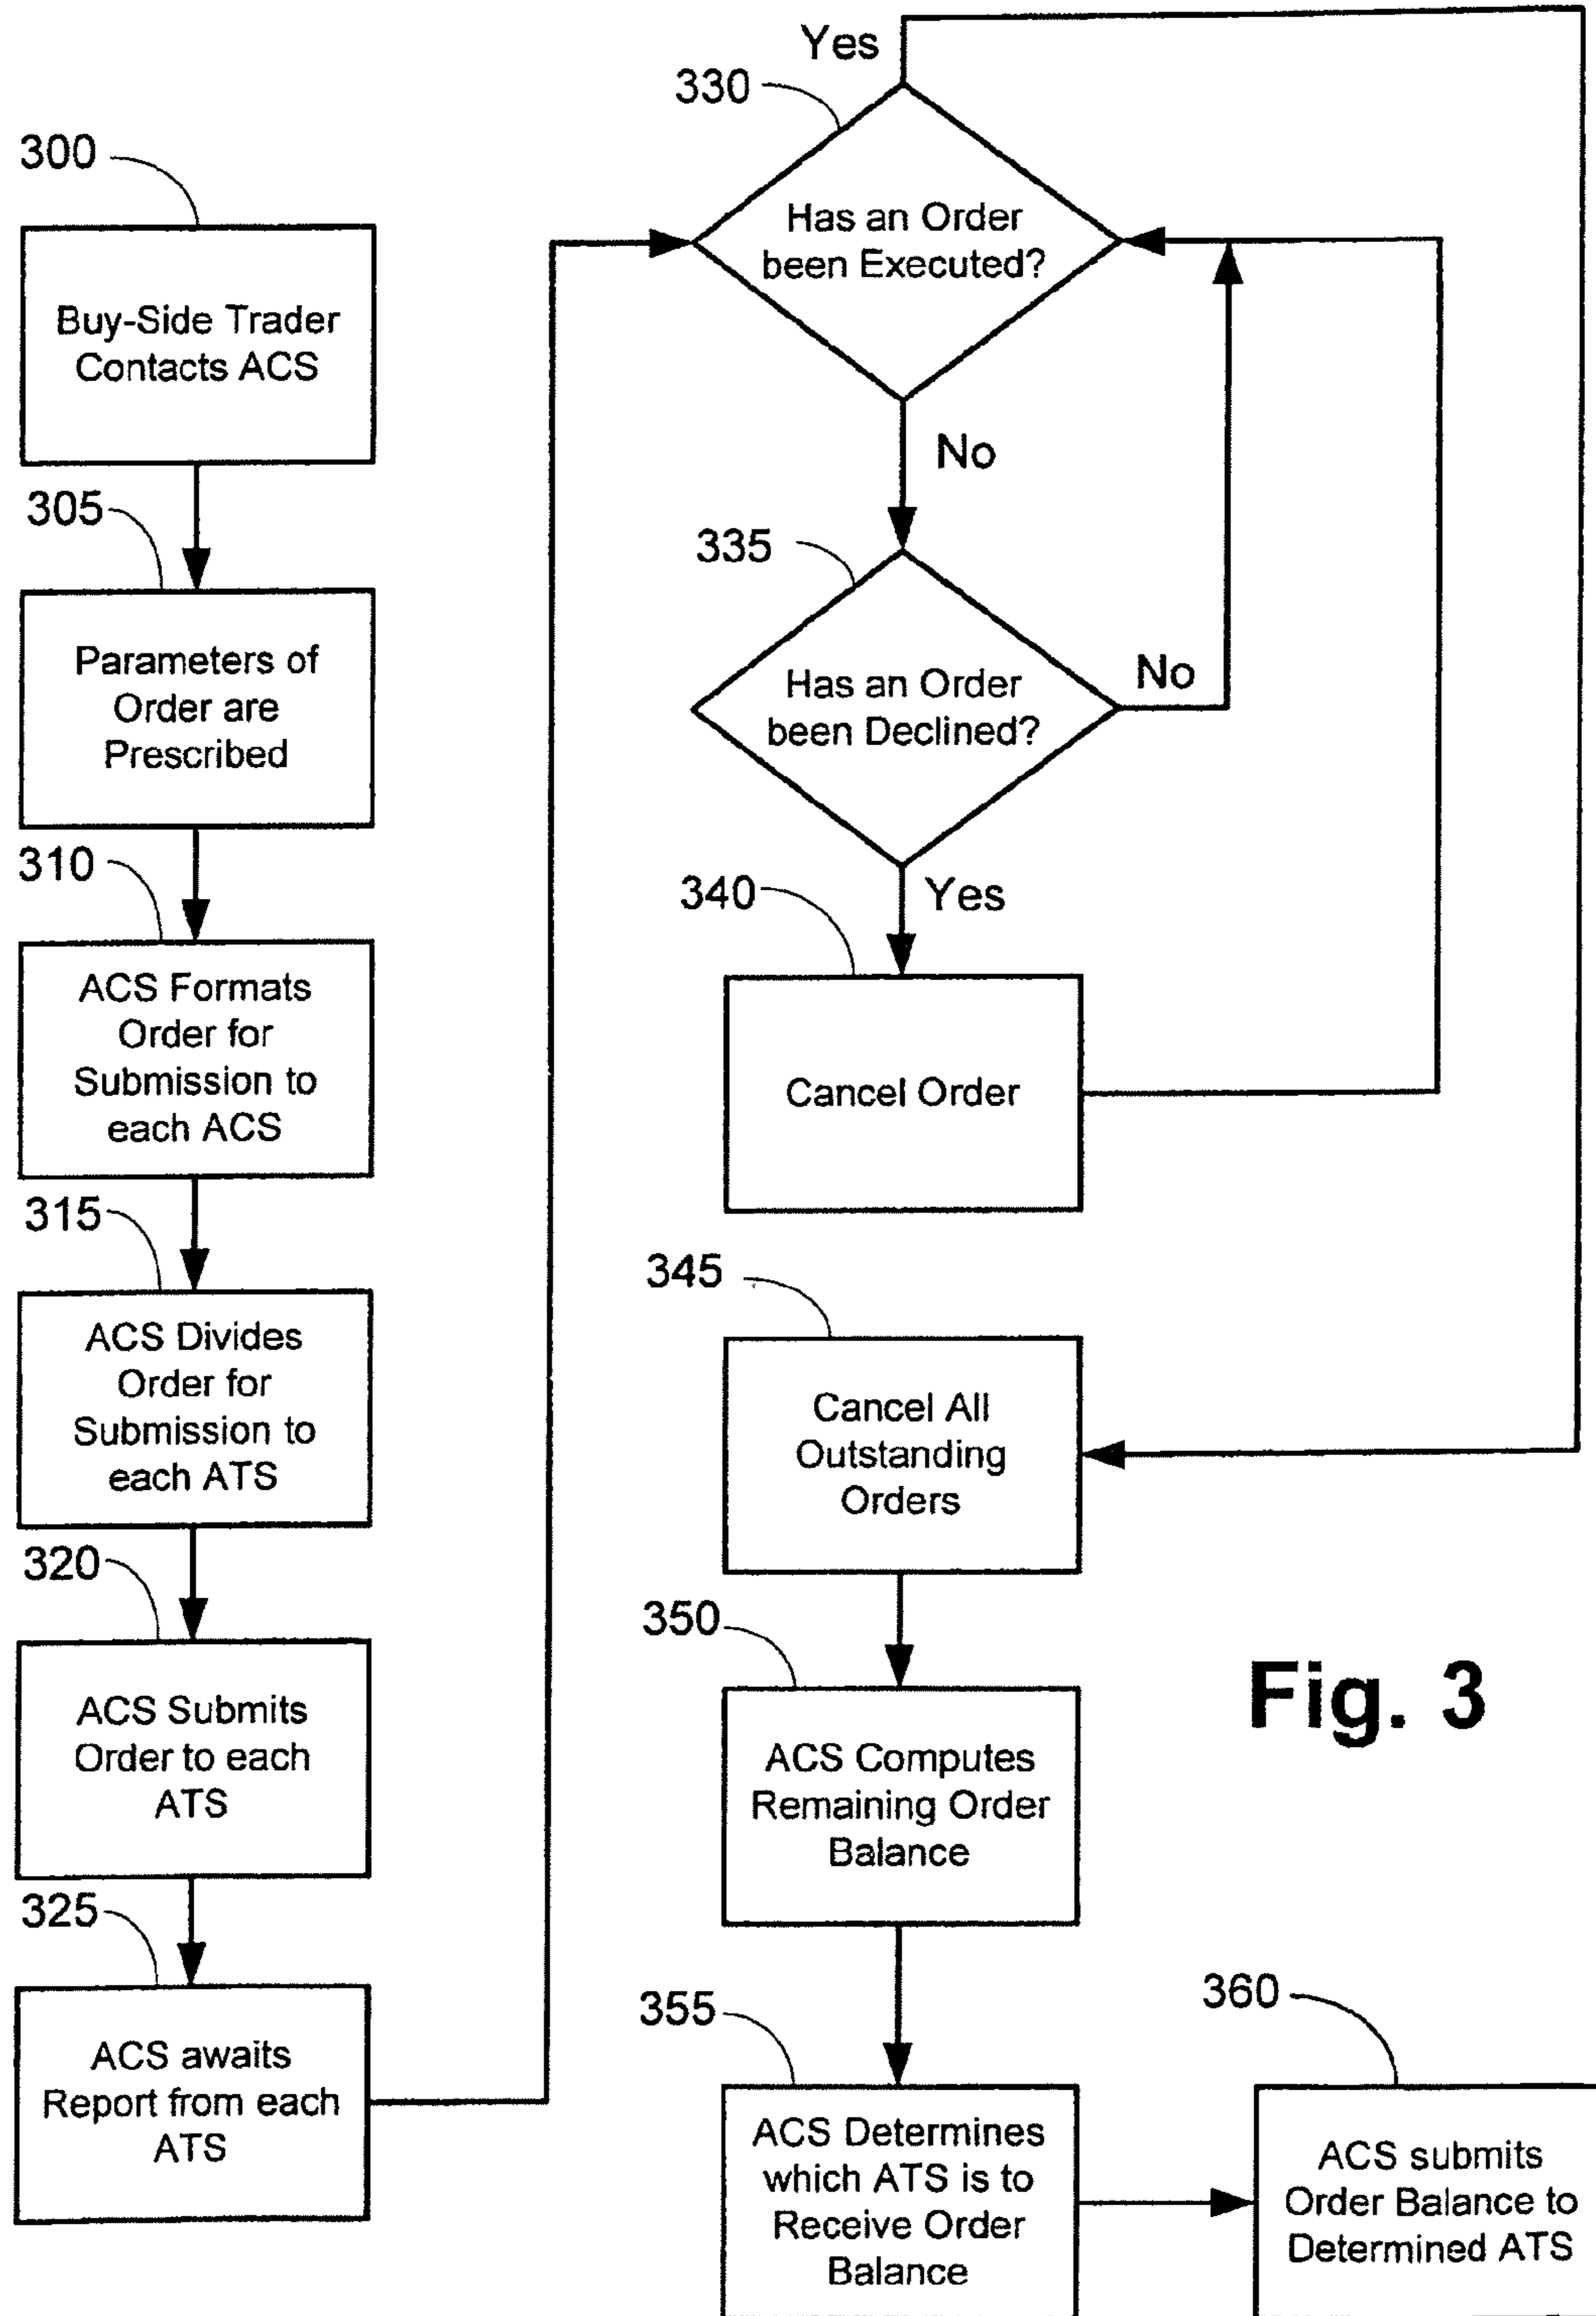 300
Buy-Side Trader
Contacts ACS
305
Parameters of
Order are
Prescribed
310
ACS Formats
Order for
Submission to
each ACS
315
ACS Divides
Order for
Submission to
each ATS
320
ACS Submits
Order to each
ATS
325
ACS awaits
Report from each
ATS
Yes
330
Has an Order
been Executed?
No
335
Has an Order
been Declined?
No
Yes
340
Cancel Order
345
Cancel All
Outstanding
Orders
350
ACS Computes
Remaining Order
Balance
355
ACS Determines
which ATS is to
Receive Order
Balance
360
ACS submits
Order Balance to
Determined ATS
Fig. 3